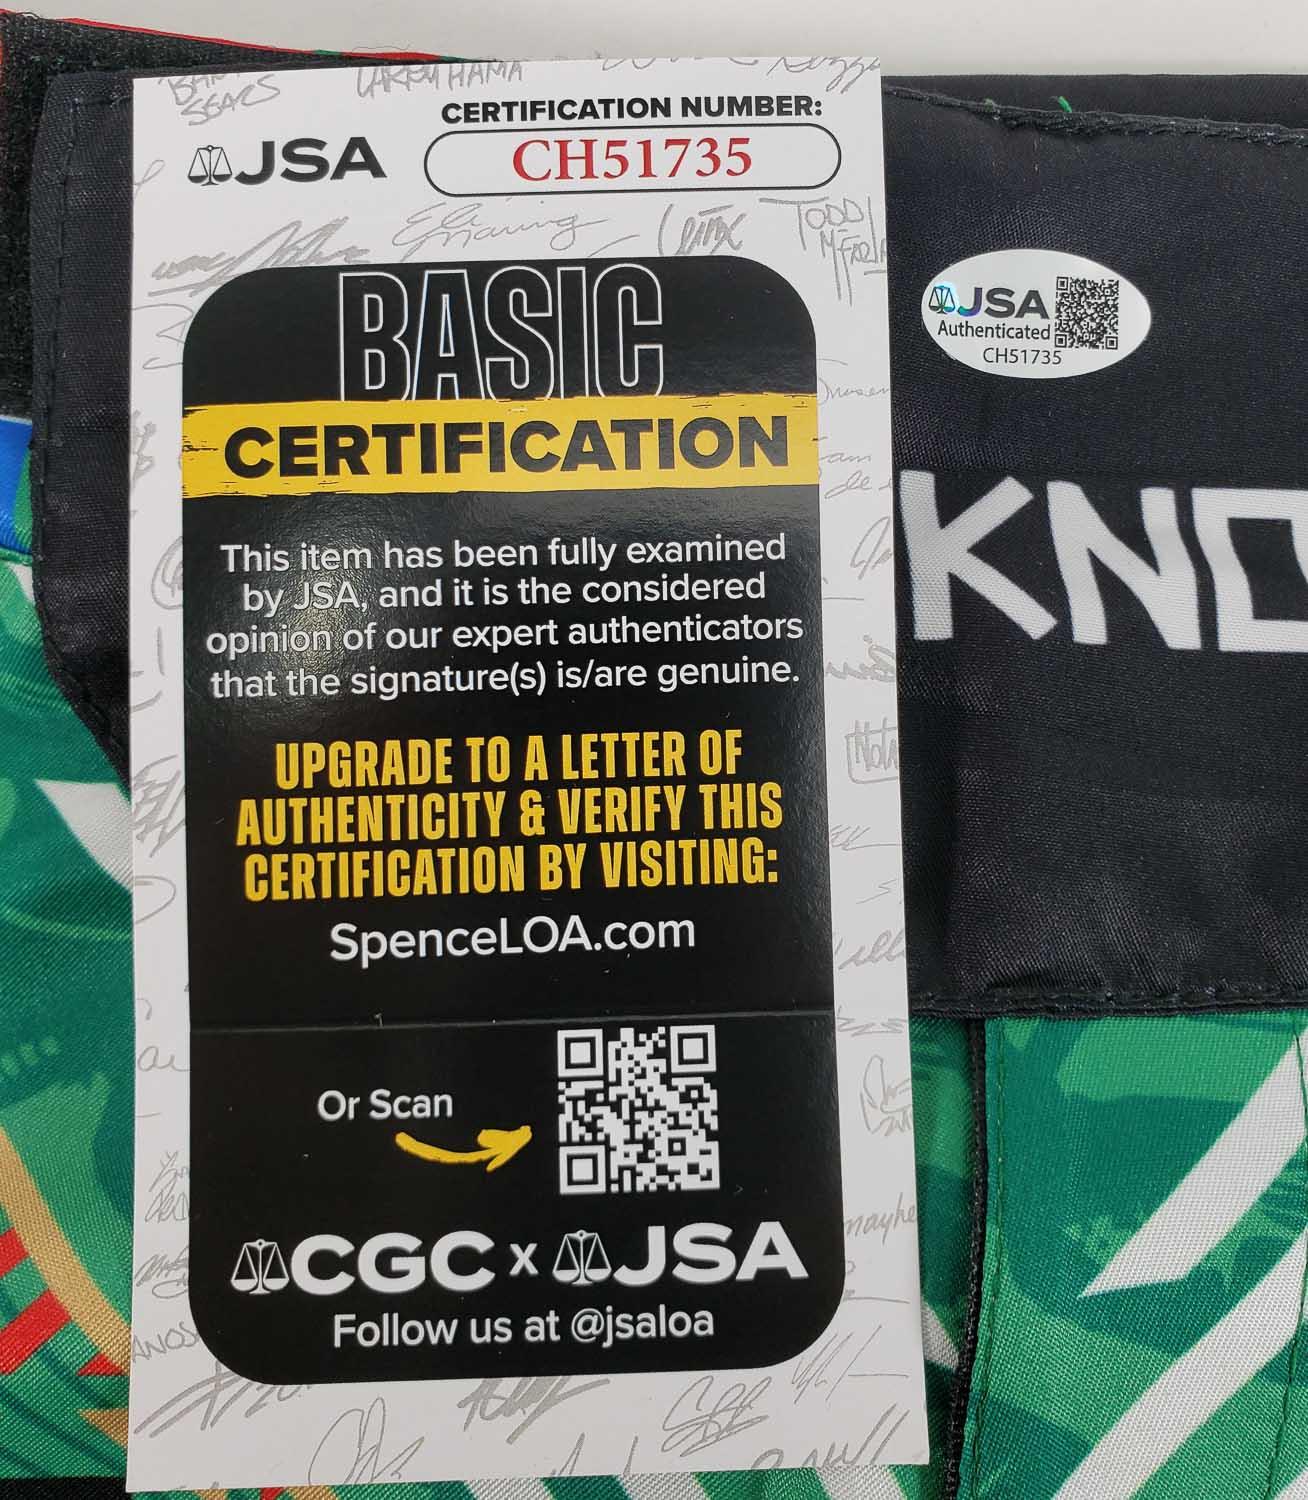 CERTIFICATION NUMBER:
JSA CH51735
BASIC
CERTIFICATION
This item has been fully examined
by JSA, and it is the considered
opinion of our expert authenticators
that the signature(s) is/are genuine.
UPGRADE TO A LETTER OF
AUTHENTICITY & VERIFY THIS
CERTIFICATION BY VISITING:
SpenceLOA.com
Or Scan
CGC x JSA
Follow us at @jsaloa
JSA
Authenticated
CH51735
KNO